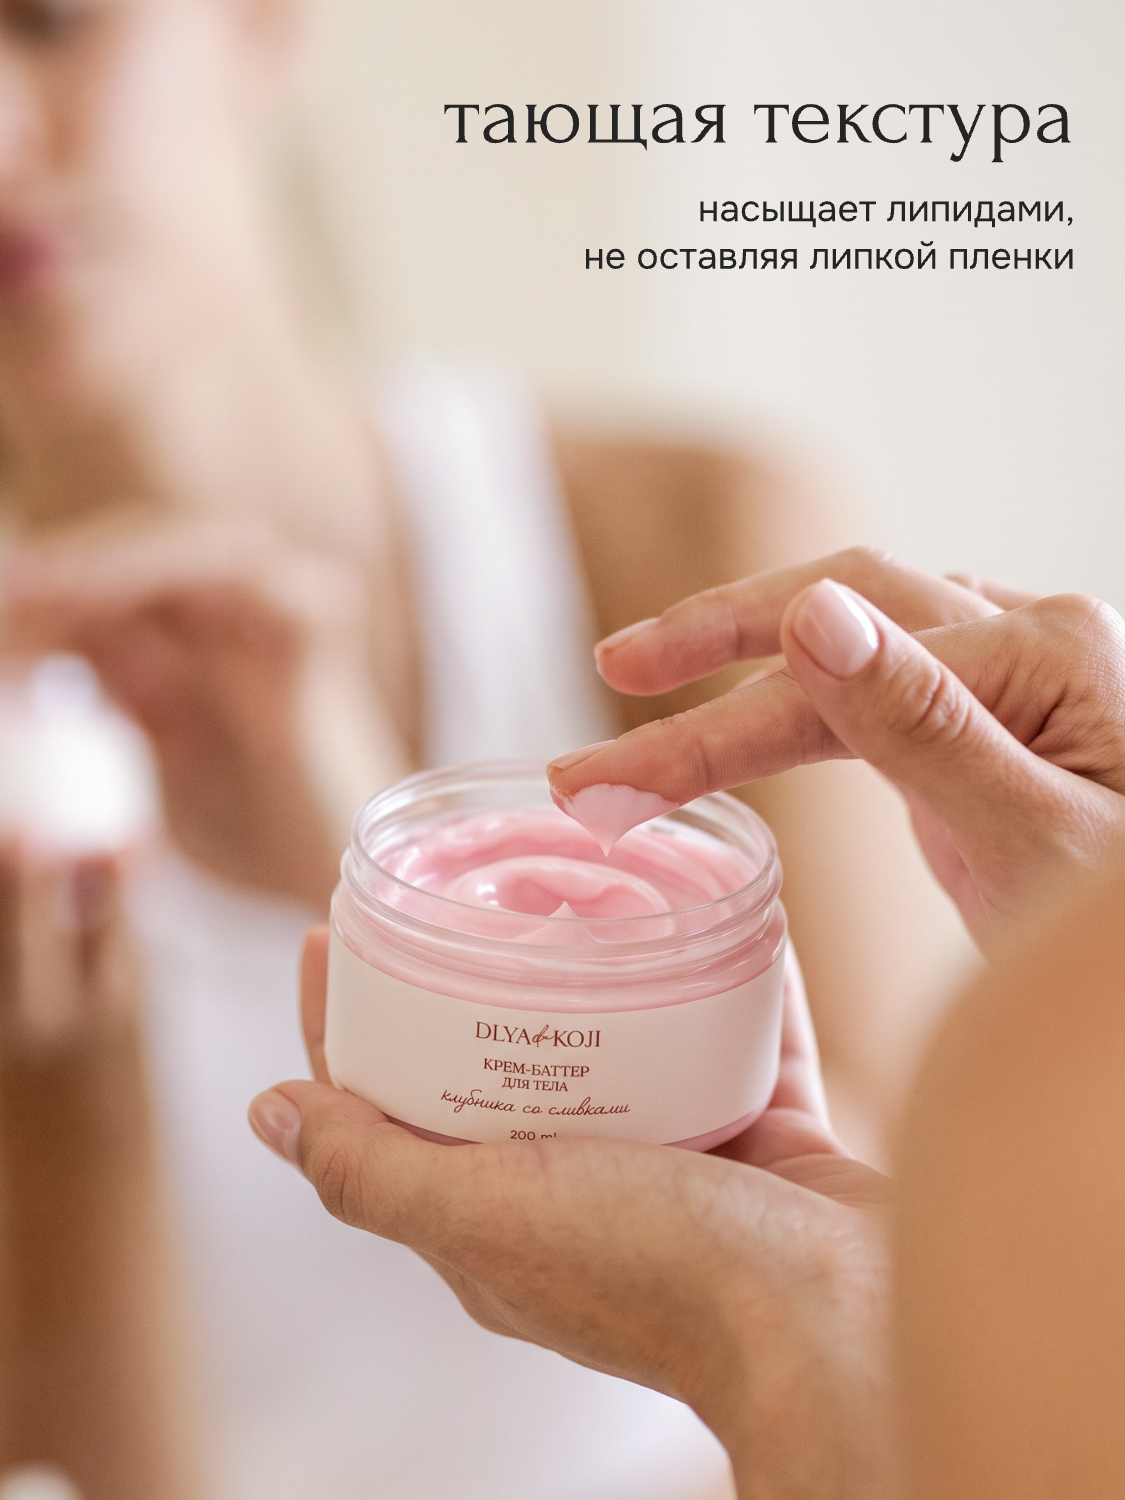 тающая текстура
насыщает липидами,
не оставляя липкой пленки
DLYA KOJI
КРЕМ-БАТТЕР
ДЛЯ ТЕЛА
клубника со сливками
200 ml